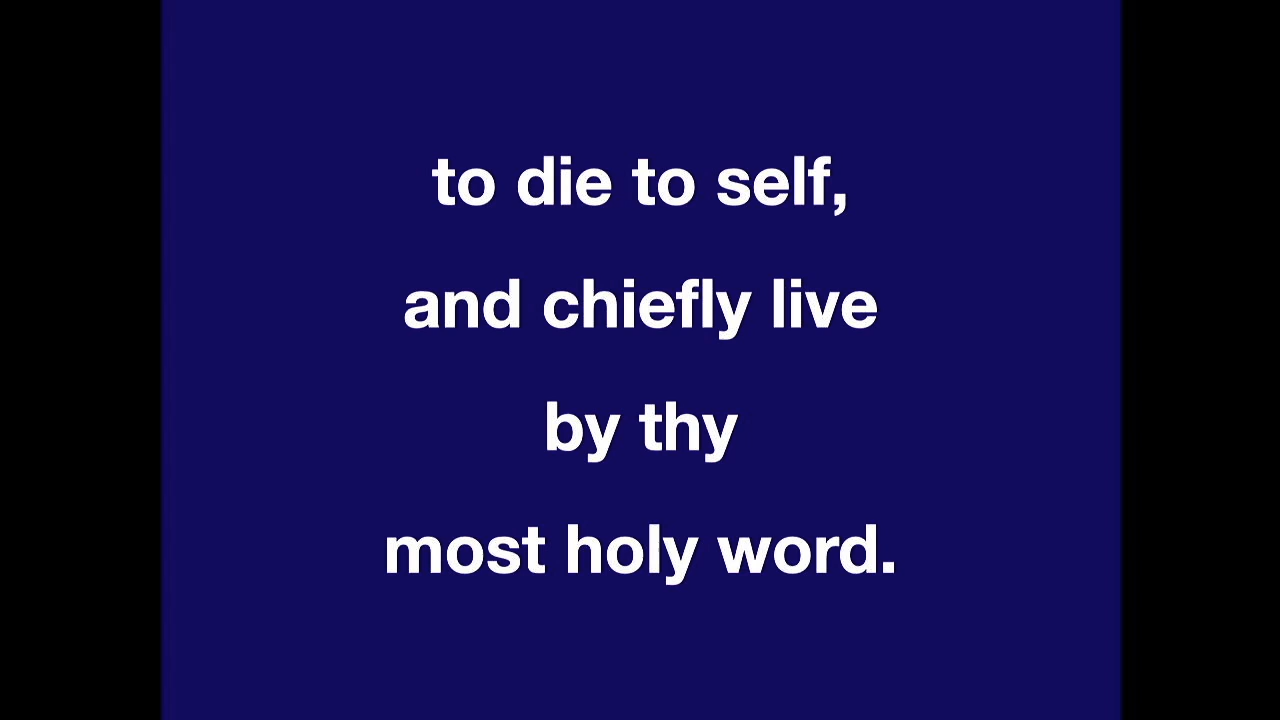 to die to self,
and chiefly live
by thy
most holy word.